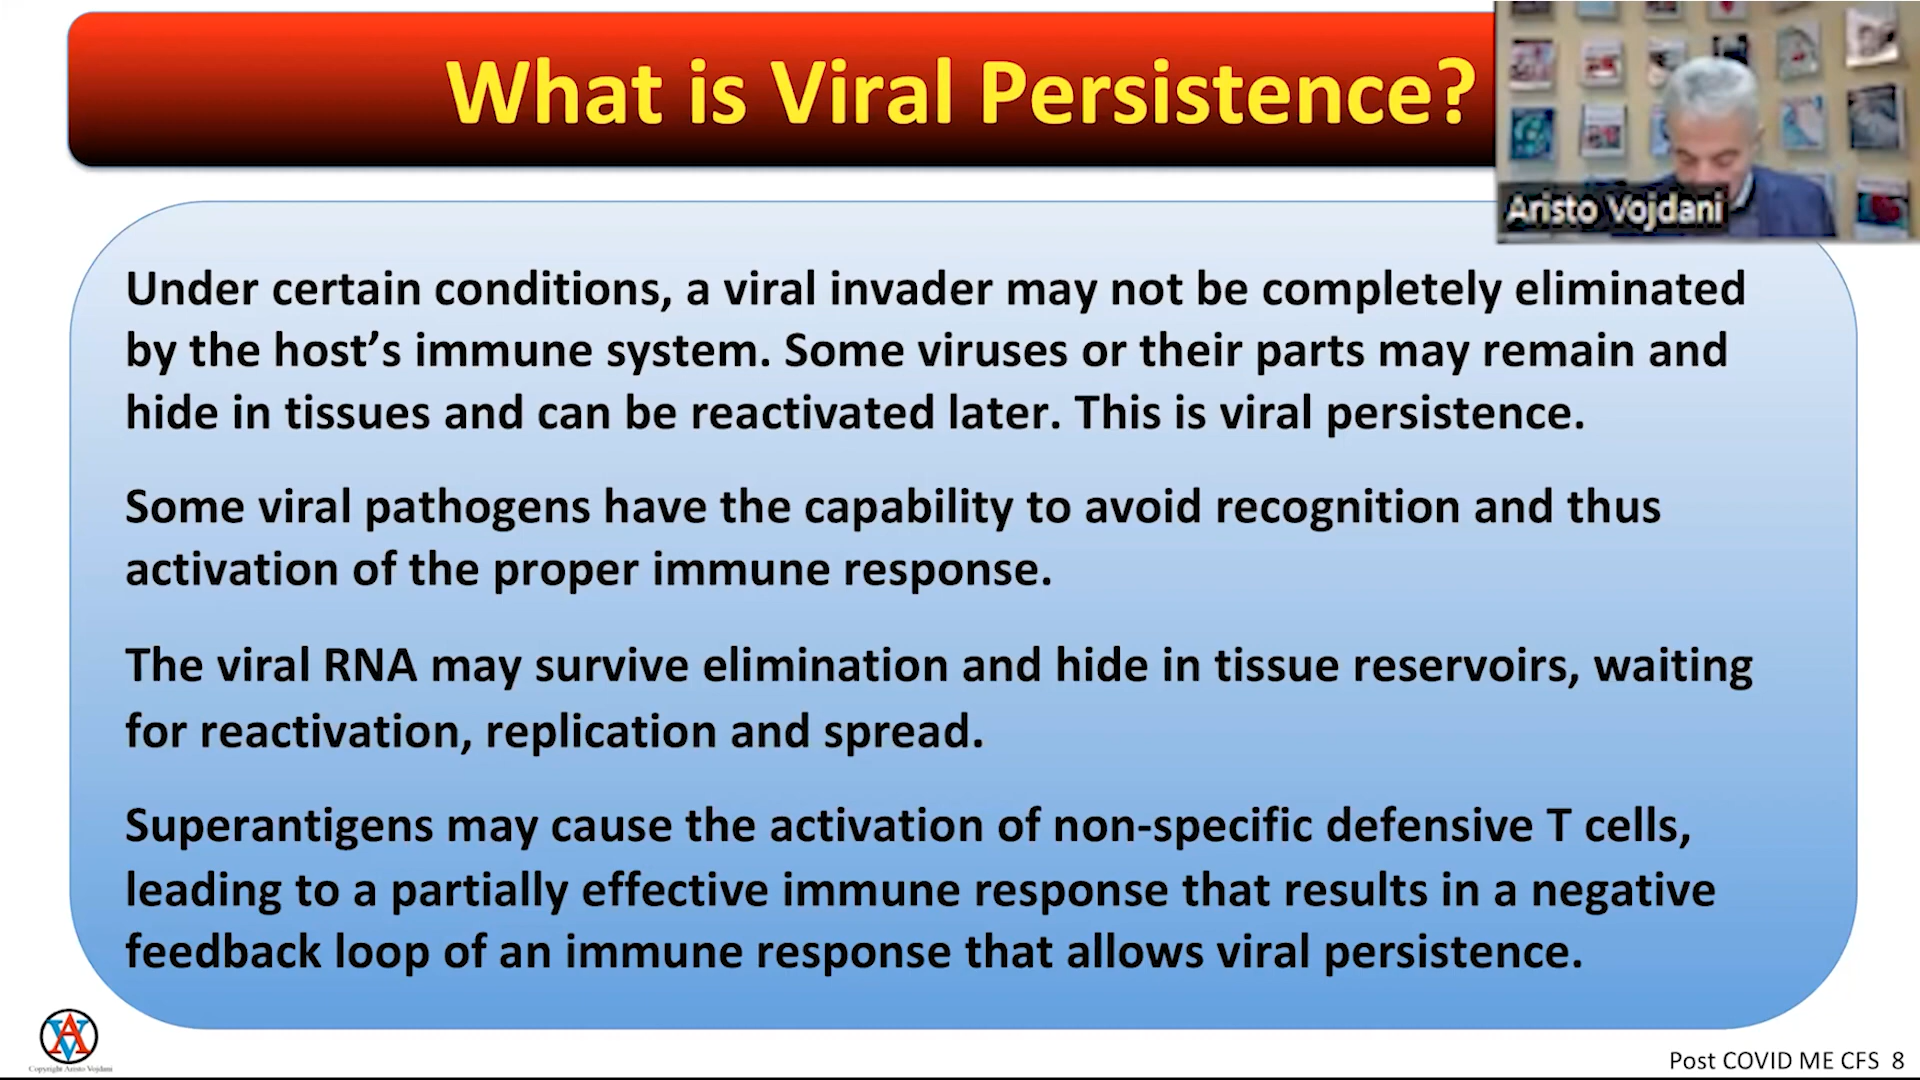 What is Viral Persistence?
Aristo Vojdani
Under certain conditions, a viral invader may not be completely eliminated
by the host’s immune system. Some viruses or their parts may remain and
hide in tissues and can be reactivated later. This is viral persistence.
Some viral pathogens have the capability to avoid recognition and thus
activation of the proper immune response.
The viral RNA may survive elimination and hide in tissue reservoirs, waiting
for reactivation, replication and spread.
Superantigens may cause the activation of non-specific defensive T cells,
leading to a partially effective immune response that results in a negative
feedback loop of an immune response that allows viral persistence.
AV
Copyright Aristo Vojdani
Post COVID ME CFS 8